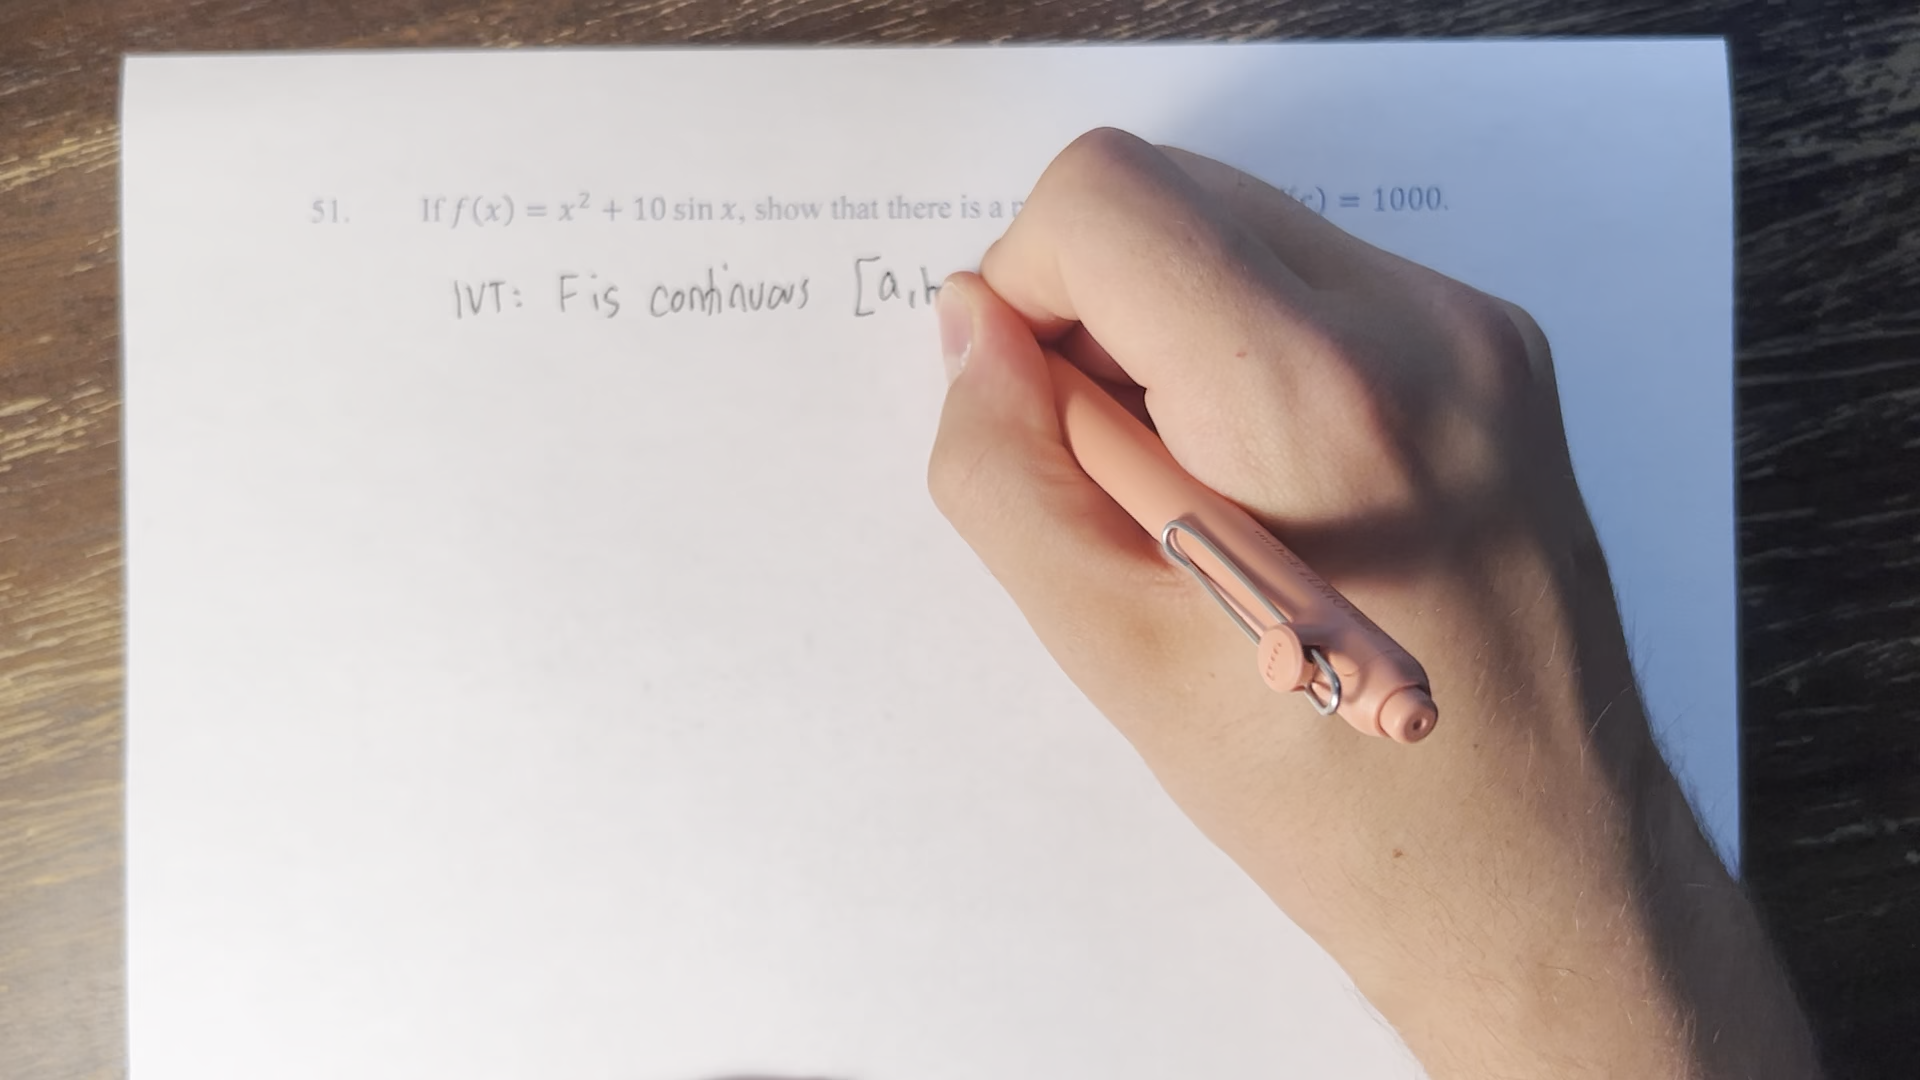 51. If f(x) = x² + 10 sin x, show that there is a f(c) = 1000.
IVT: F is continuous [a,b